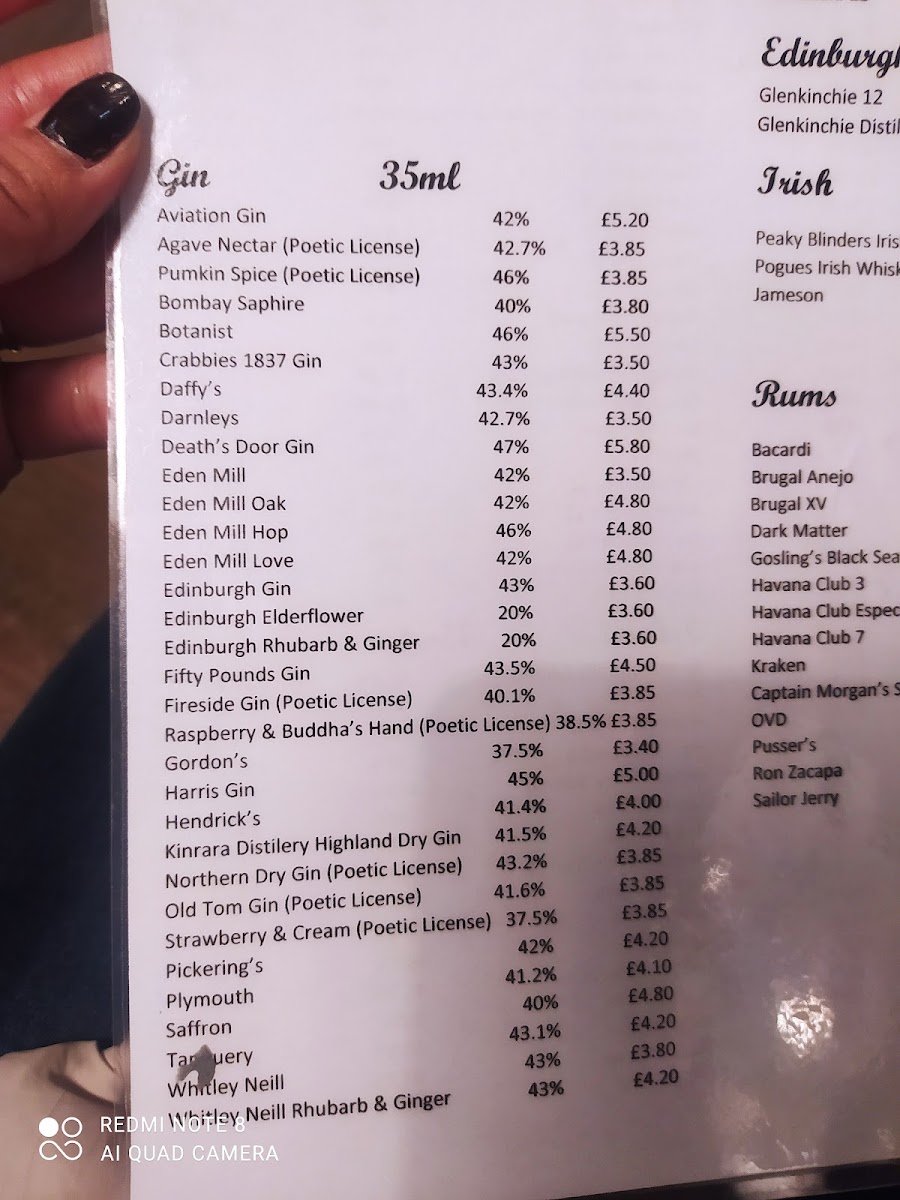 Gin 35ml
Aviation Gin 42% £5.20
Agave Nectar (Poetic License) 42.7% £3.85
Pumkin Spice (Poetic License) 46% £3.85
Bombay Saphire 40% £3.80
Botanist 46% £5.50
Crabbies 1837 Gin 43% £3.50
Daffy's 43.4% £4.40
Darnleys 42.7% £3.50
Death's Door Gin 47% £5.80
Eden Mill 42% £3.50
Eden Mill Oak 42% £4.80
Eden Mill Hop 46% £4.80
Eden Mill Love 42% £4.80
Edinburgh Gin 43% £3.60
Edinburgh Elderflower 20% £3.60
Edinburgh Rhubarb & Ginger 20% £3.60
Fifty Pounds Gin 43.5% £4.50
Fireside Gin (Poetic License) 40.1% £3.85
Raspberry & Buddha's Hand (Poetic License) 38.5% £3.85
Gordon's 37.5% £3.40
Harris Gin 45% £5.00
Hendrick's 41.4% £4.00
Kinrara Distilery Highland Dry Gin 41.5% £4.20
Northern Dry Gin (Poetic License) 43.2% £3.85
Old Tom Gin (Poetic License) 41.6% £3.85
Strawberry & Cream (Poetic License) 37.5% £3.85
Pickering's 42% £4.20
Plymouth 41.2% £4.10
Saffron 40% £4.80
43.1% £4.20
Whitley Neill 43% £3.80
Whitley Neill Rhubarb & Ginger 43% £4.20
Edinburgh
Glenkinchie 12
Glenkinchie Distil
Irish
Peaky Blinders Iris
Pogues Irish Whisk
Jameson
Rums
Bacardi
Brugal Anejo
Brugal XV
Dark Matter
Gosling's Black Sea
Havana Club 3
Havana Club Espec
Havana Club 7
Kraken
Captain Morgan's S
OVD
Pusser's
Ron Zacapa
Sailor Jerry
REDMI NOTE 8
AI QUAD CAMERA